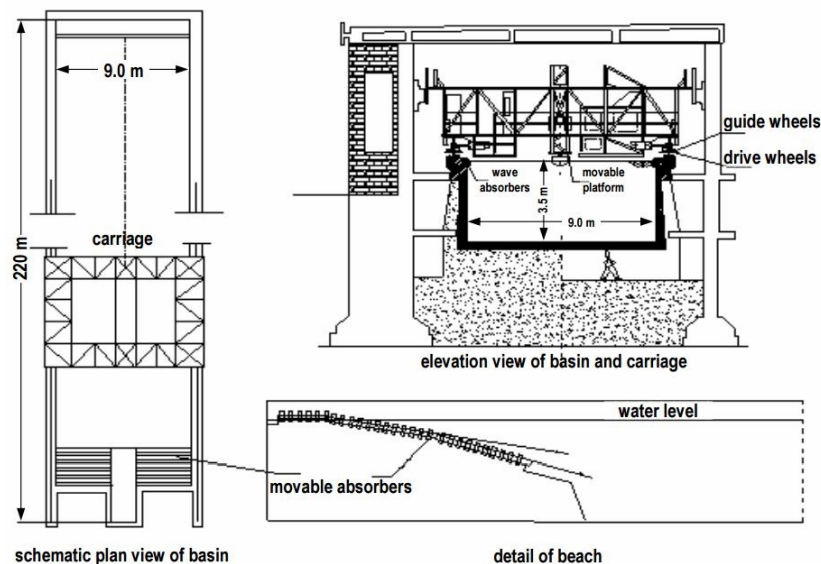 9.0 m
220 m
carriage
schematic plan view of basin
guide wheels
drive wheels
wave
absorbers
movable
platform
3.5 m
9.0 m
elevation view of basin and carriage
water level
movable absorbers
detail of beach